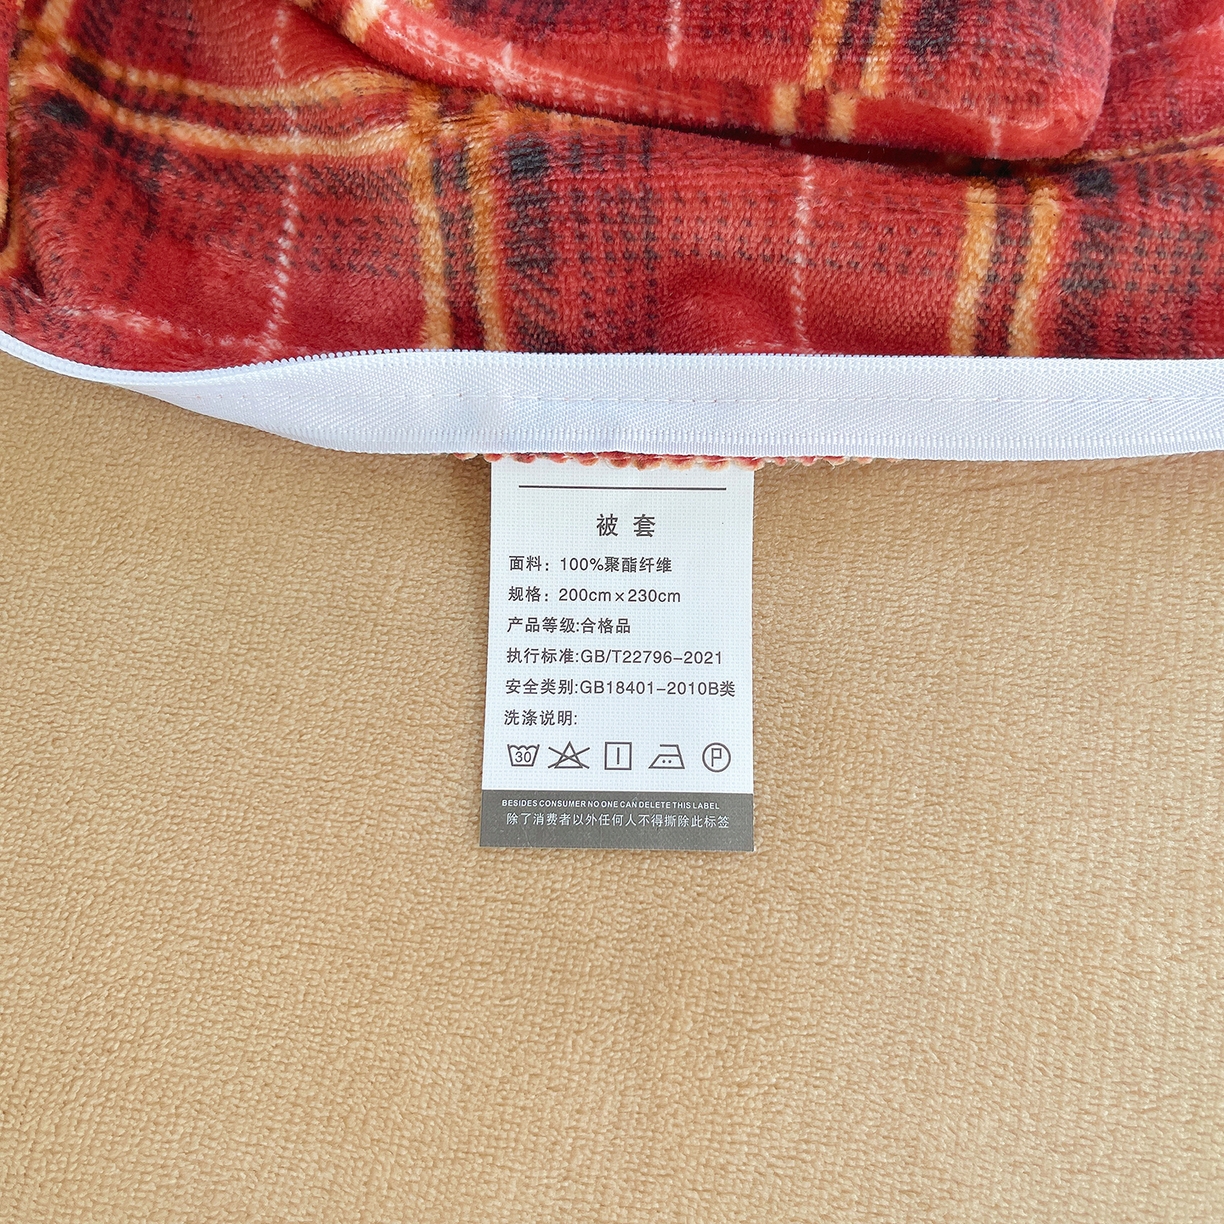 被套
面料：100%聚酯纤维
规格：200cm×230cm
产品等级:合格品
执行标准:GB/T22796-2021
安全类别:GB18401-2010B类
洗涤说明:
30 P
BESIDES CONSUMER NO ONE CAN DELETE THIS LABEL
除了消费者以外任何人不得撕除此标签